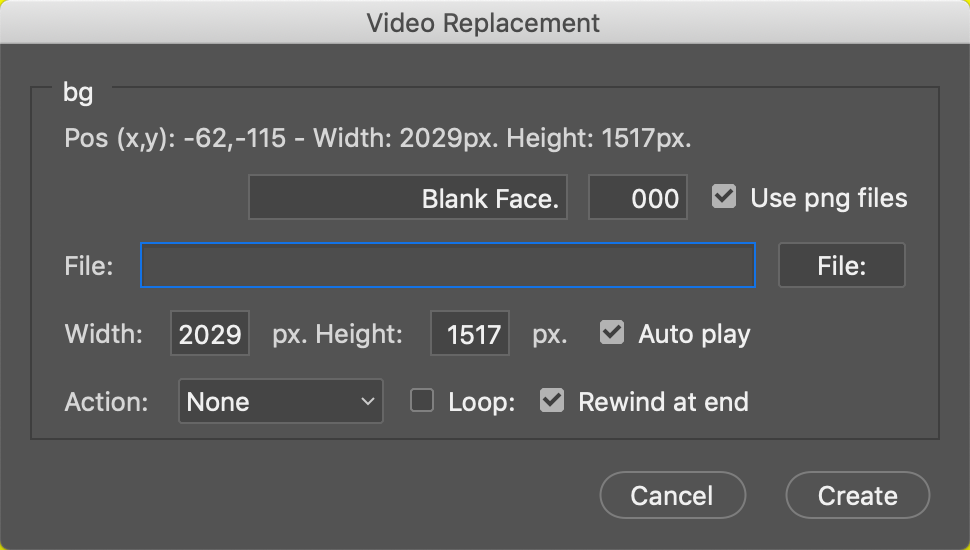 Video Replacement
bg
Pos (x,y): -62,-115 - Width: 2029px. Height: 1517px.
Blank Face. 000 Use png files
File: File:
Width: 2029 px. Height: 1517 px. Auto play
Action: None Loop: Rewind at end
Cancel Create